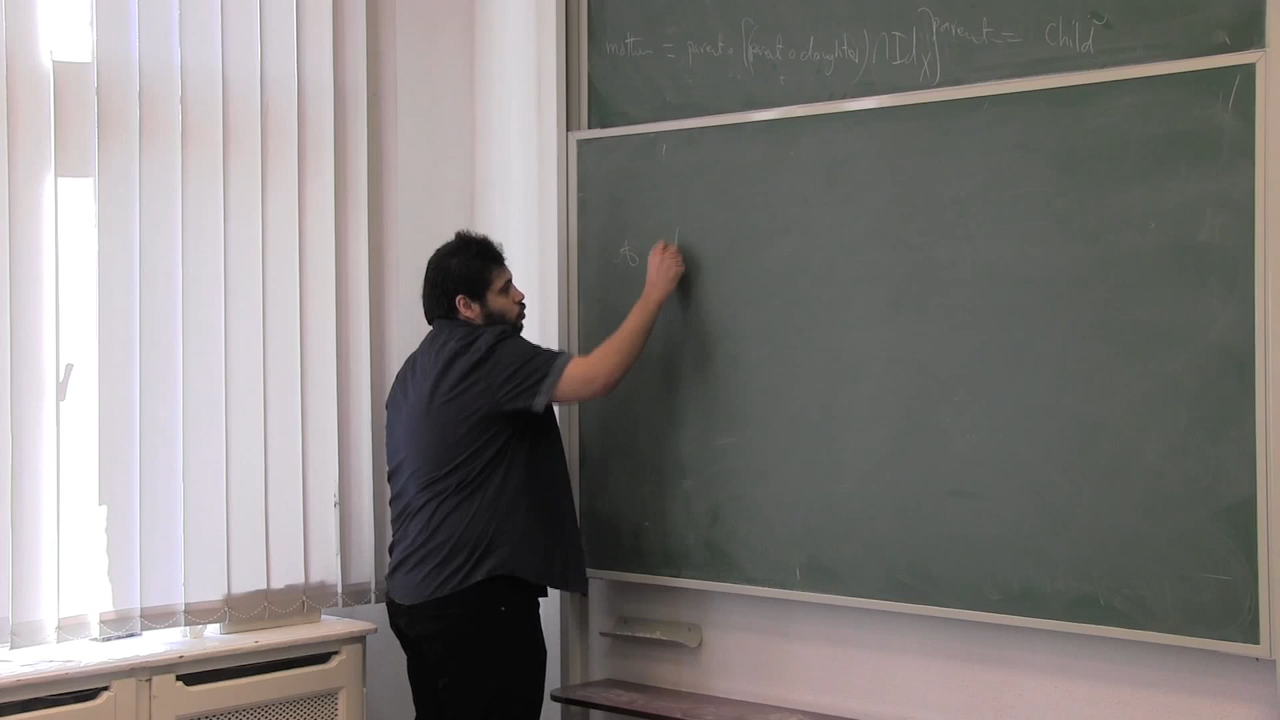 mother = parent ∘ [(parent ∘ daughter) ∩ Id_X] parent = child˘
A